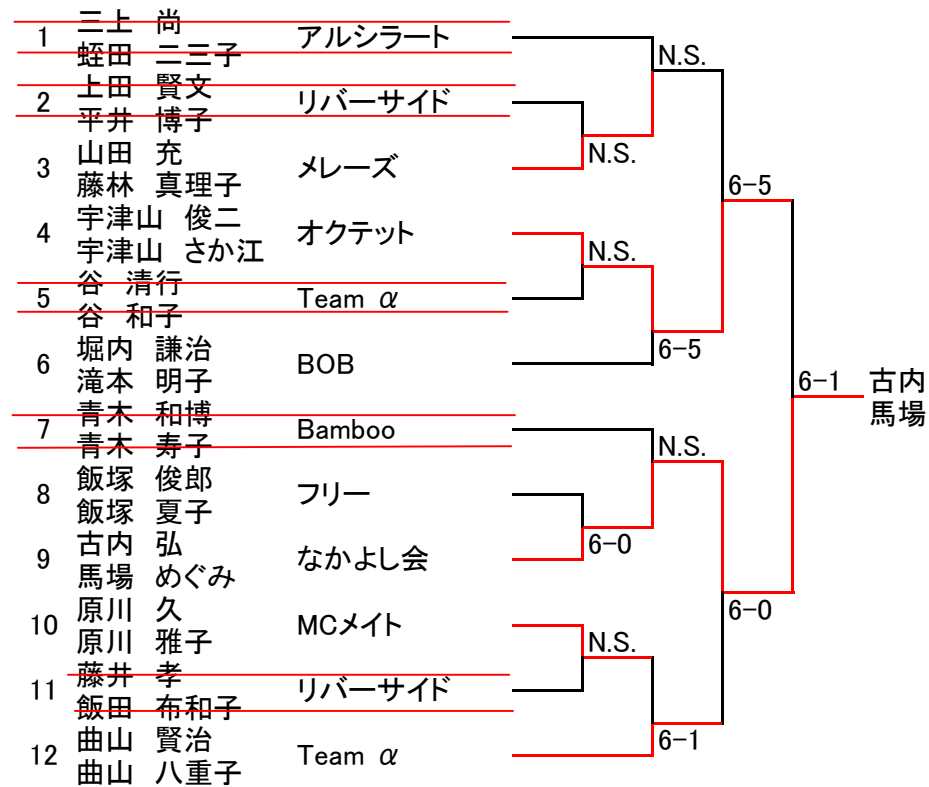 1 三上 尚 アルシラート
蛭田 二三子
N.S.
2 上田 賢文 リバーサイド
平井 博子
N.S.
3 山田 充 メレーズ
藤林 真理子
6-5
4 宇津山 俊二 オクテット
宇津山 さか江
N.S.
5 谷 清行 Team α
谷 和子
6-5
6 堀内 謙治 BOB
滝本 明子
6-1 古内
馬場
7 青木 和博 Bamboo
青木 寿子
N.S.
8 飯塚 俊郎 フリー
飯塚 夏子
6-0
9 古内 弘 なかよし会
馬場 めぐみ
6-0
10 原川 久 MCメイト
原川 雅子
N.S.
11 藤井 孝 リバーサイド
飯田 布和子
6-1
12 曲山 賢治 Team α
曲山 八重子